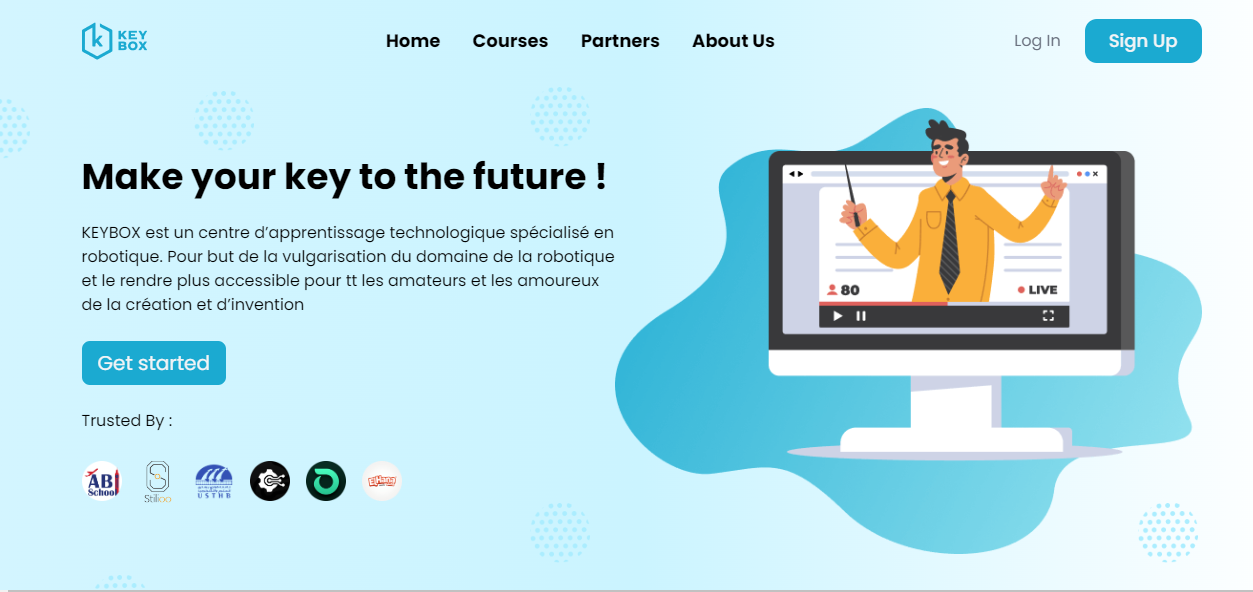 KEY
BOX
Home
Courses
Partners
About Us
Log In
Sign Up
Make your key to the future !
KEYBOX est un centre d’apprentissage technologique spécialisé en
robotique. Pour but de la vulgarisation du domaine de la robotique
et le rendre plus accessible pour tt les amateurs et les amoureux
de la création et d’invention
80
LIVE
Get started
Trusted By :
AB
School
Stilioo
USTHB